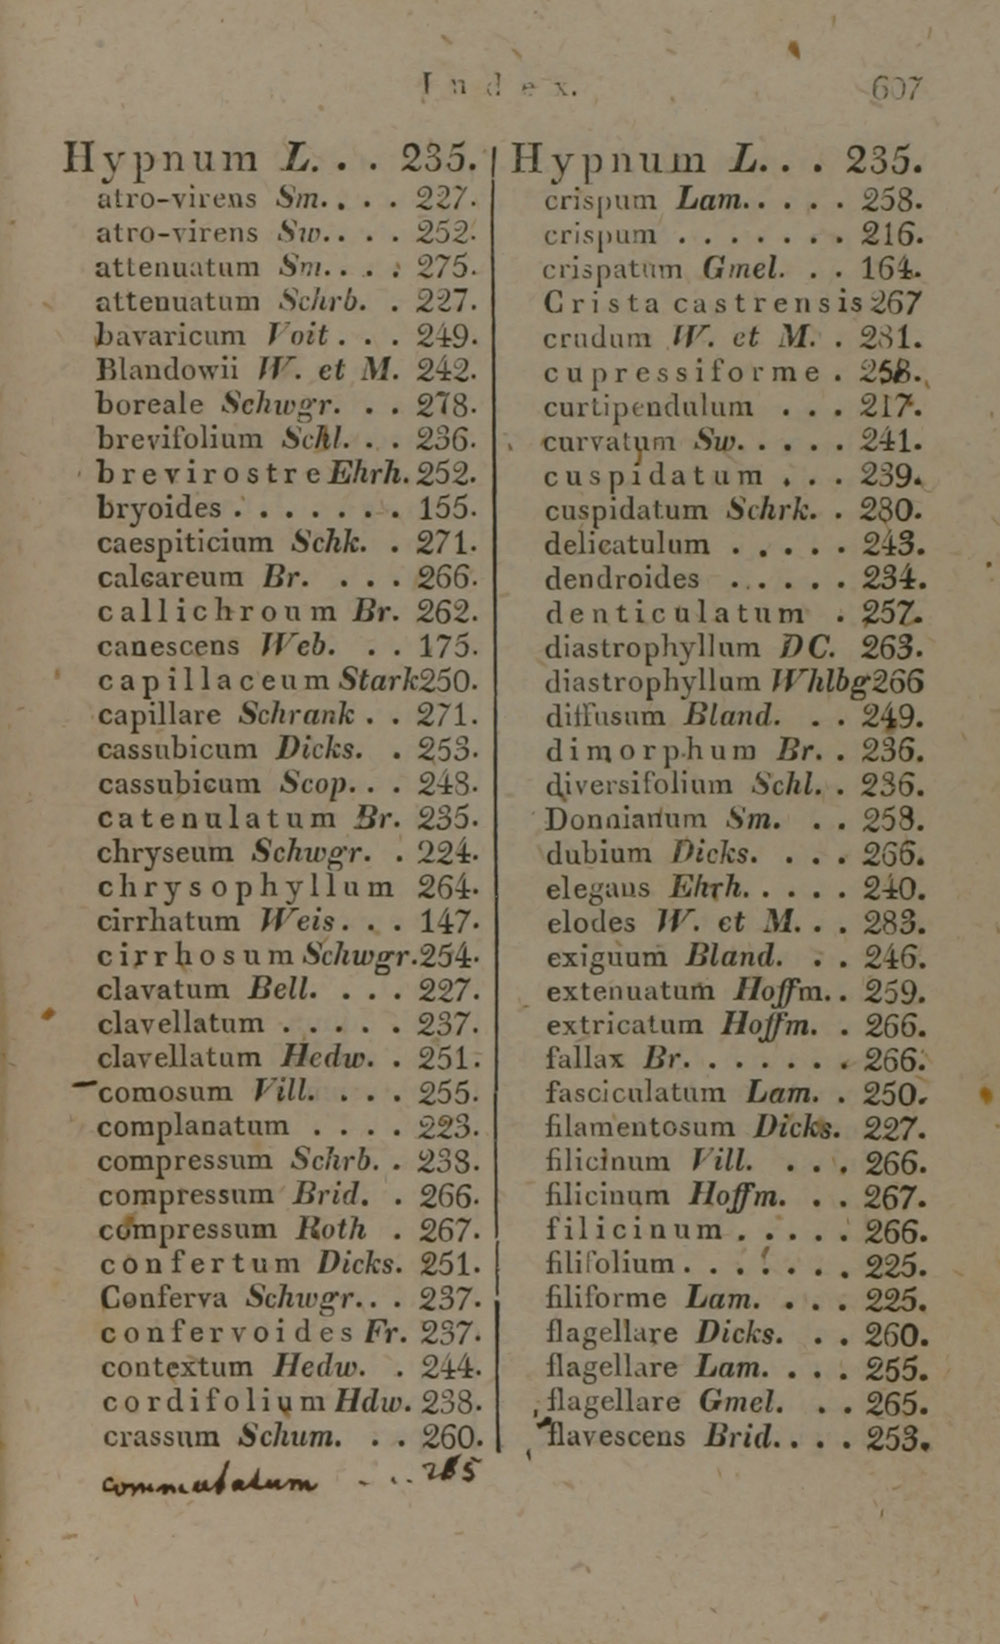 Index.
607
Hypnum L. . . 235.
atro-virens Sm. . . . 227.
atro-virens Sw. . . . 252.
attenuatum Sm. . . . 275.
attenuatum Schrb. . 227.
bavaricum Voit . . . 249.
Blandowii W. et M. 242.
boreale Schwgr. . . 278.
brevifolium Schl. . . 236.
brevirostre Ehrh. 252.
bryoides . . . . . . . 155.
caespiticium Schk. . 271.
calcareum Br. . . . 266.
callichroum Br. 262.
canescens Web. . . 175.
capillaceum Stark 250.
capillare Schrank . . 271.
cassubicum Dicks. . 253.
cassubicum Scop. . . 248.
catenulatum Br. 235.
chryseum Schwgr. . 224.
chrysophyllum 264.
cirrhatum Weis . . . 147.
cirrhosum Schwgr. 254.
clavatum Bell. . . . 227.
clavellatum . . . . . 237.
clavellatum Hedw. . 251.
comosum Vill. . . . 255.
complanatum . . . . 223.
compressum Schrb. . 238.
compressum Brid. . 266.
compressum Roth . 267.
confertum Dicks. 251.
Conferva Schwgr. . . 237.
confervoides Fr. 237.
contextum Hedw. . 244.
cordifolium Hdw. 238.
crassum Schum. . . 260.
commutatum . . . 265
Hypnum L. . . 235.
crispum Lam. . . . . 258.
crispum . . . . . . . 216.
crispatum Gmel. . . 164.
Crista castrensis 267
crudum W. et M. . 281.
cupressiforme . 258.
curtipendulum . . . 217.
curvatum Sw. . . . . 241.
cuspidatum . . . 239.
cuspidatum Schrk. . 280.
delicatulum . . . . . 243.
dendroides . . . . . 234.
denticulatum . 257.
diastrophyllum DC. 263.
diastrophyllum Whlbg 266
diffusum Bland. . . 249.
dimorphum Br. . 236.
diversifolium Schl. . 236.
Donnianum Sm. . . 258.
dubium Dicks. . . . 266.
elegans Ehrh. . . . . 240.
elodes W. et M. . . 283.
exiguum Bland. . . 246.
extenuatum Hoffm. . 259.
extricatum Hoffm. . 266.
fallax Br. . . . . . . 266.
fasciculatum Lam. . 250.
filamentosum Dicks. 227.
filicinum Vill. . . . 266.
filicinum Hoffm. . . 267.
filicinum . . . . . 266.
filifolium . . . . . . . 225.
filiforme Lam. . . . 225.
flagellare Dicks. . . 260.
flagellare Lam. . . . 255.
flagellare Gmel. . . 265.
flavescens Brid. . . . 253.